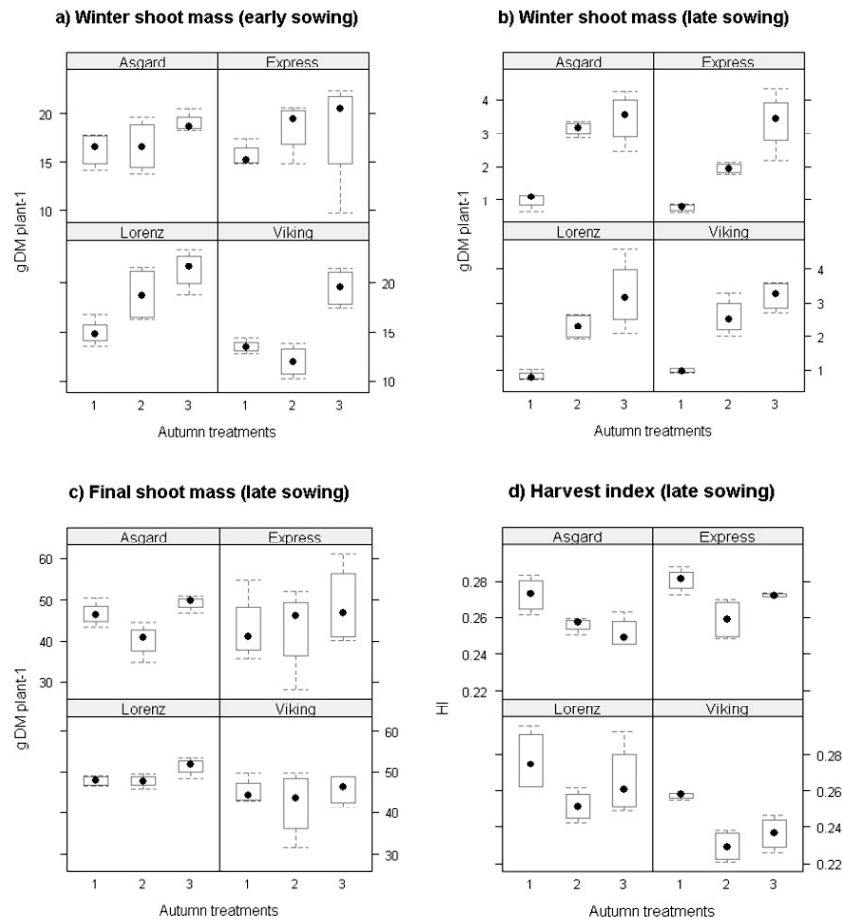 a) Winter shoot mass (early sowing)
Asgard Express
20
15
10
Lorenz Viking
20
15
10
gDM plant-1
1 2 3 1 2 3
Autumn treatments
b) Winter shoot mass (late sowing)
Asgard Express
4
3
2
1
Lorenz Viking
4
3
2
1
gDM plant-1
1 2 3 1 2 3
Autumn treatments
c) Final shoot mass (late sowing)
Asgard Express
60
50
40
30
Lorenz Viking
60
50
40
30
gDM plant-1
1 2 3 1 2 3
Autumn treatments
d) Harvest index (late sowing)
Asgard Express
0.28
0.26
0.24
0.22
Lorenz Viking
0.28
0.26
0.24
0.22
HI
1 2 3 1 2 3
Autumn treatments